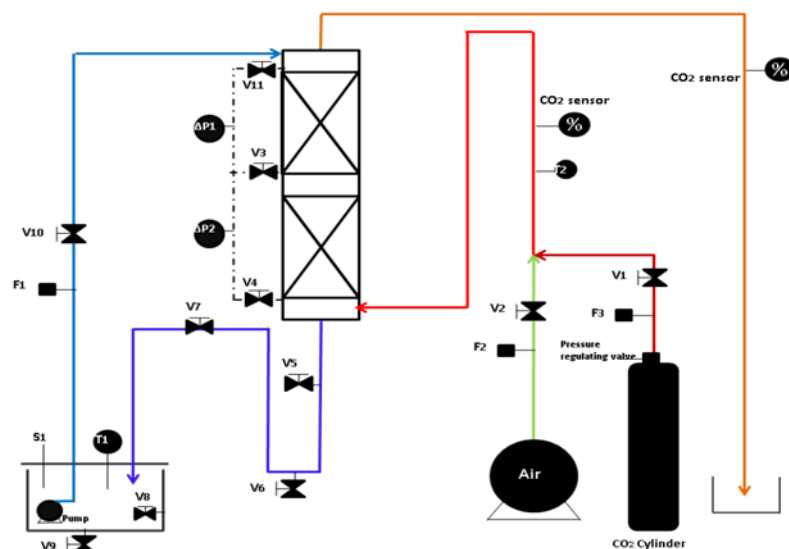 V11
ΔP1
V3
ΔP2
V4
V10
F1
V7
V5
V6
S1
T1
V8
Pump
V9
CO2 sensor
%
T2
V2
F2
Air
V1
F3
Pressure
regulating valve
CO2 Cylinder
CO2 sensor
%